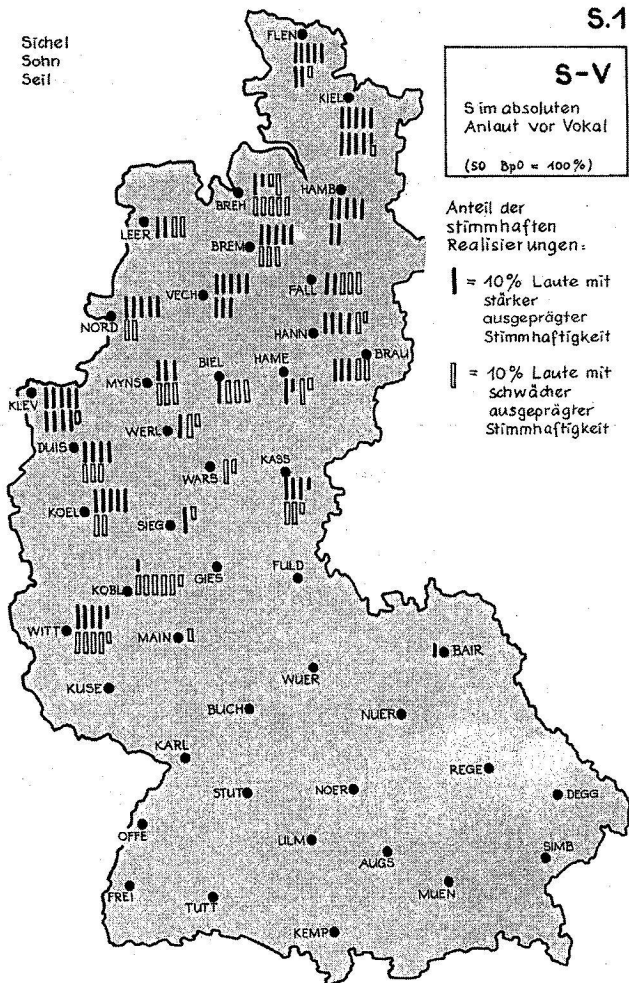 S.1
Sichel
Sohn
Seil
S-V
S im absoluten
Anlaut vor Vokal
(50 BpO = 100%)
Anteil der
stimmhaften
Realisierungen:
= 10% Laute mit
stärker
ausgeprägter
Stimmhaftigkeit
= 10% Laute mit
schwächer
ausgeprägter
Stimmhaftigkeit
FLEN
KIEL
BREH
HAMB
LEER
BREM
VECH
FALL
NORD
HANN
BRAU
MYNS
BIEL
HAME
KLEV
WERL
DUIS
WARS
KASS
KOEL
SIEG
KOBL
GIES
FULD
WITT
MAIN
BAIR
WUER
KUSE
BUCH
NUER
KARL
REGE
STUT
NOER
DEGG
OFFE
ULM
AUGS
SIMB
FREI
TUTT
MUEN
KEMP